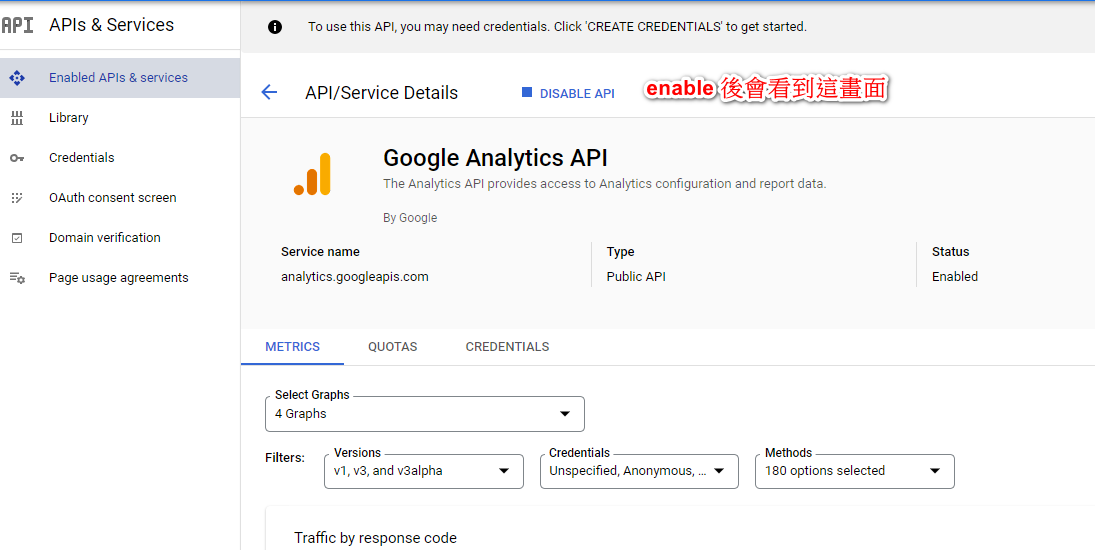 API APIs & Services
To use this API, you may need credentials. Click 'CREATE CREDENTIALS' to get started.
Enabled APIs & services
Library
Credentials
OAuth consent screen
Domain verification
Page usage agreements
API/Service Details
DISABLE API
enable 後會看到這畫面
Google Analytics API
The Analytics API provides access to Analytics configuration and report data.
By Google
Service name
analytics.googleapis.com
Type
Public API
Status
Enabled
METRICS QUOTAS CREDENTIALS
Select Graphs
4 Graphs
Filters:
Versions
v1, v3, and v3alpha
Credentials
Unspecified, Anonymous, ...
Methods
180 options selected
Traffic by response code